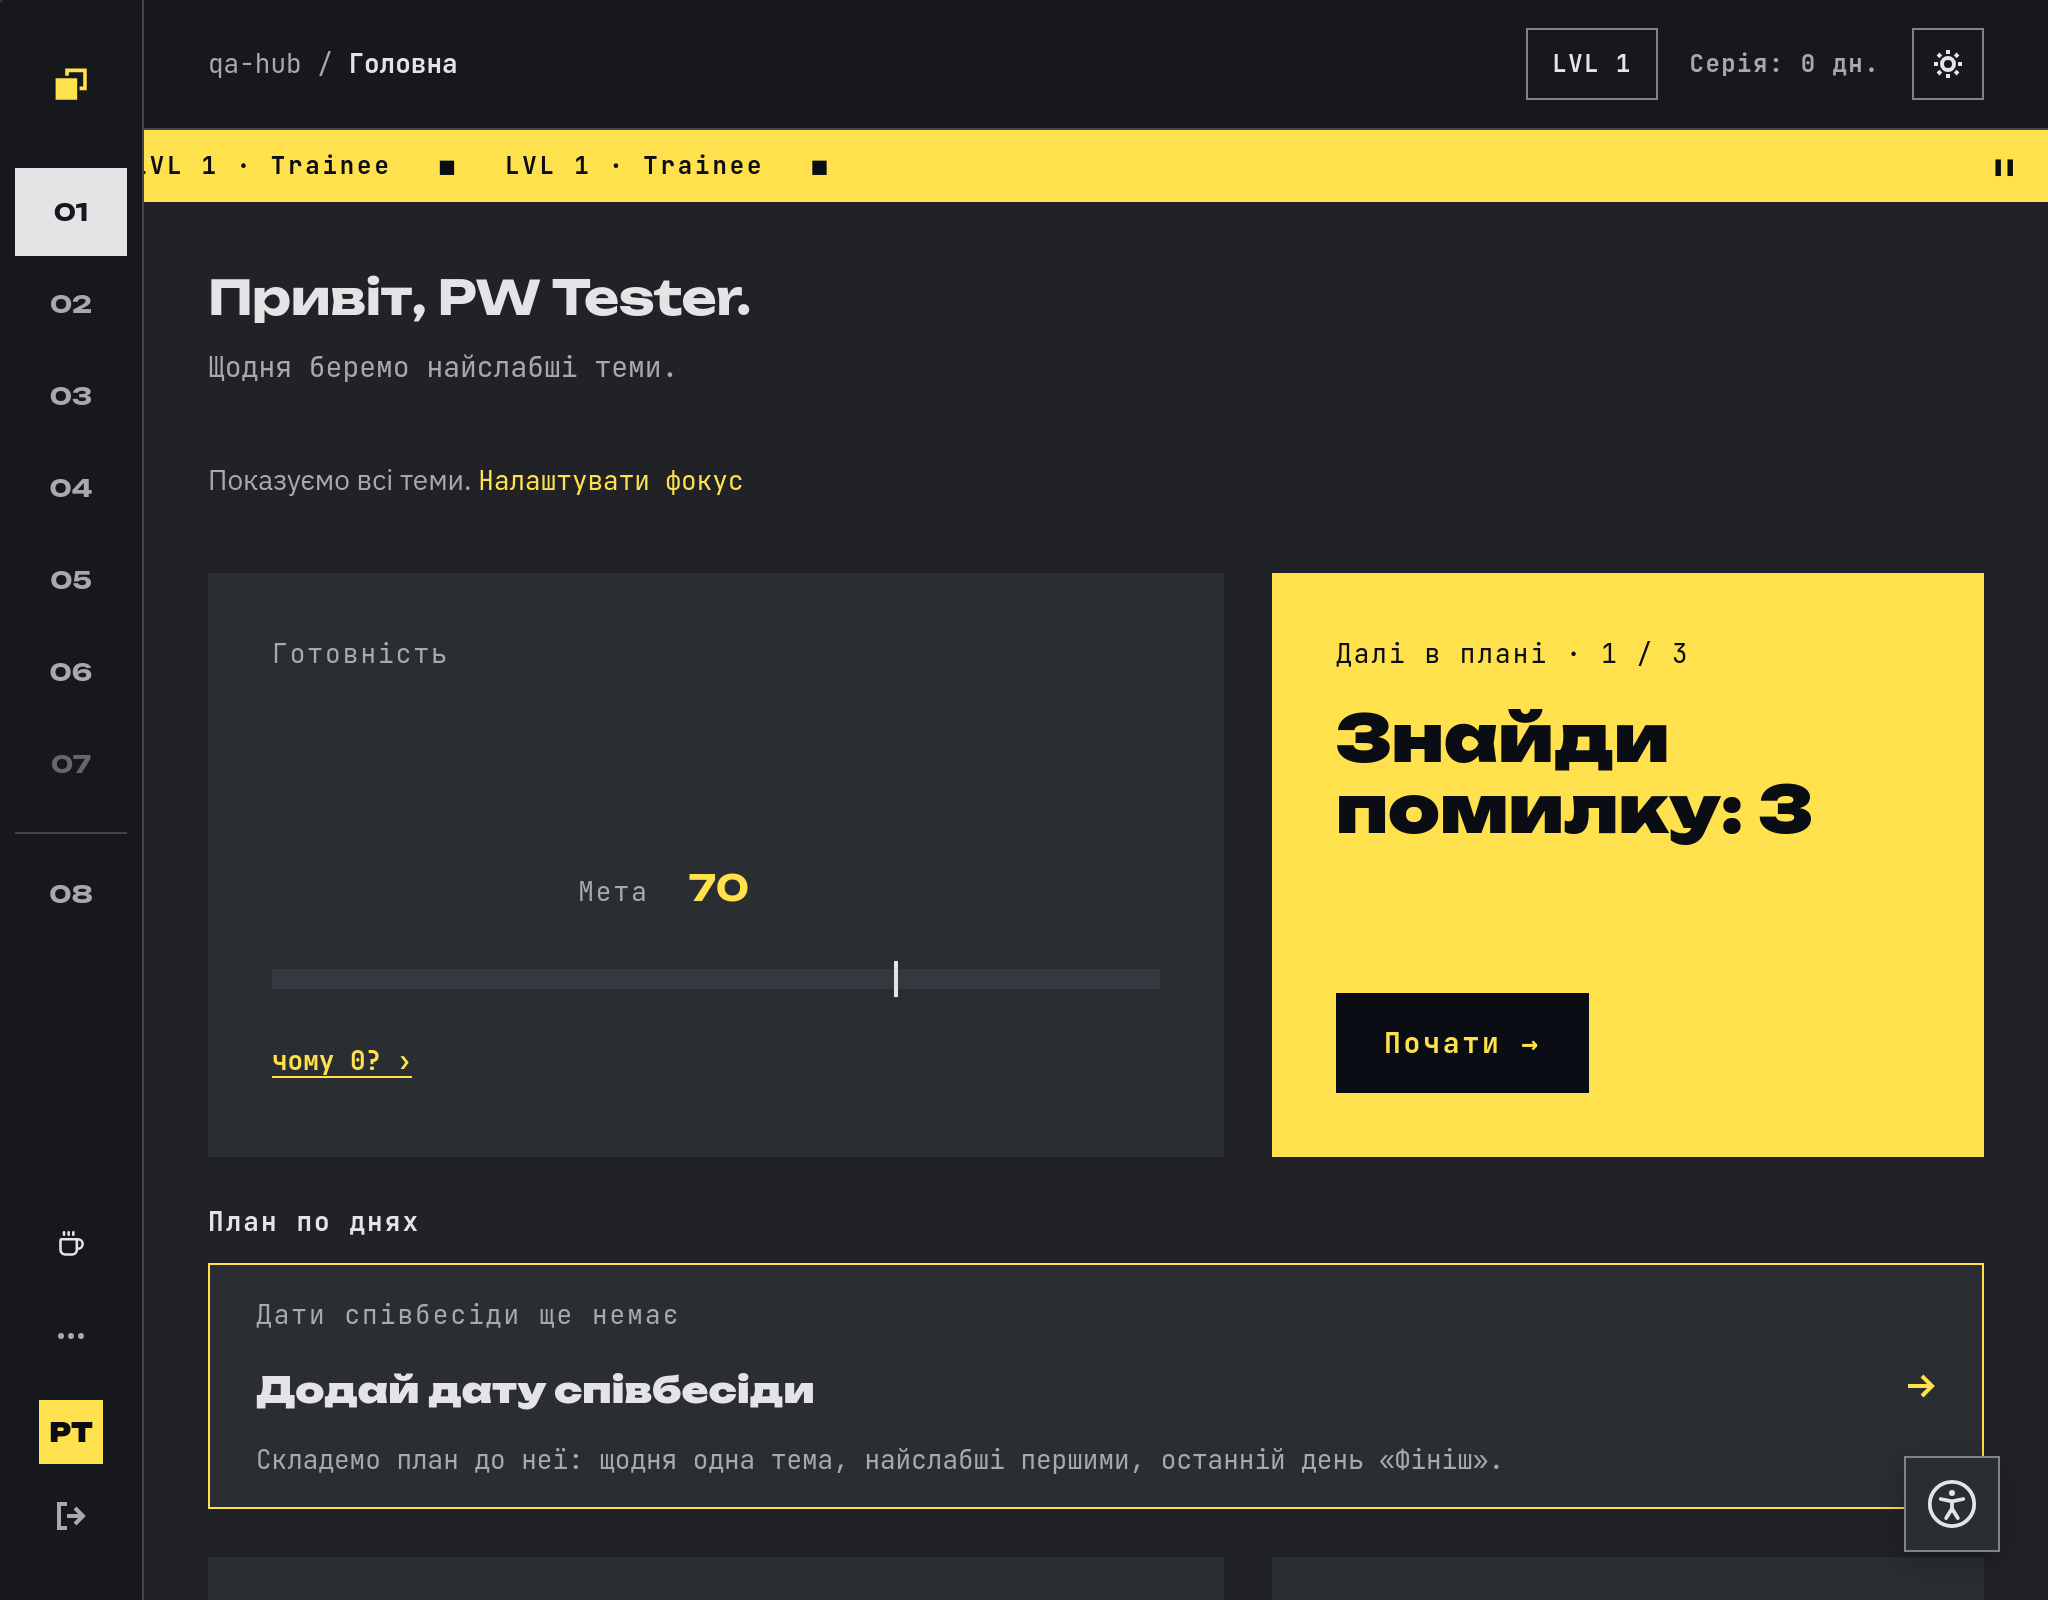 qa-hub / Головна
LVL 1
Серія: 0 дн.
LVL 1 · Trainee ■ LVL 1 · Trainee ■
01
02
03
04
05
06
07
08
PT
Привіт, PW Tester.
Щодня беремо найслабші теми.
Показуємо всі теми. Налаштувати фокус
Готовність
Мета 70
чому 0? ›
Далі в плані · 1 / 3
Знайди
помилку: 3
Почати →
План по днях
Дати співбесіди ще немає
Додай дату співбесіди
Складемо план до неї: щодня одна тема, найслабші першими, останній день «Фініш».